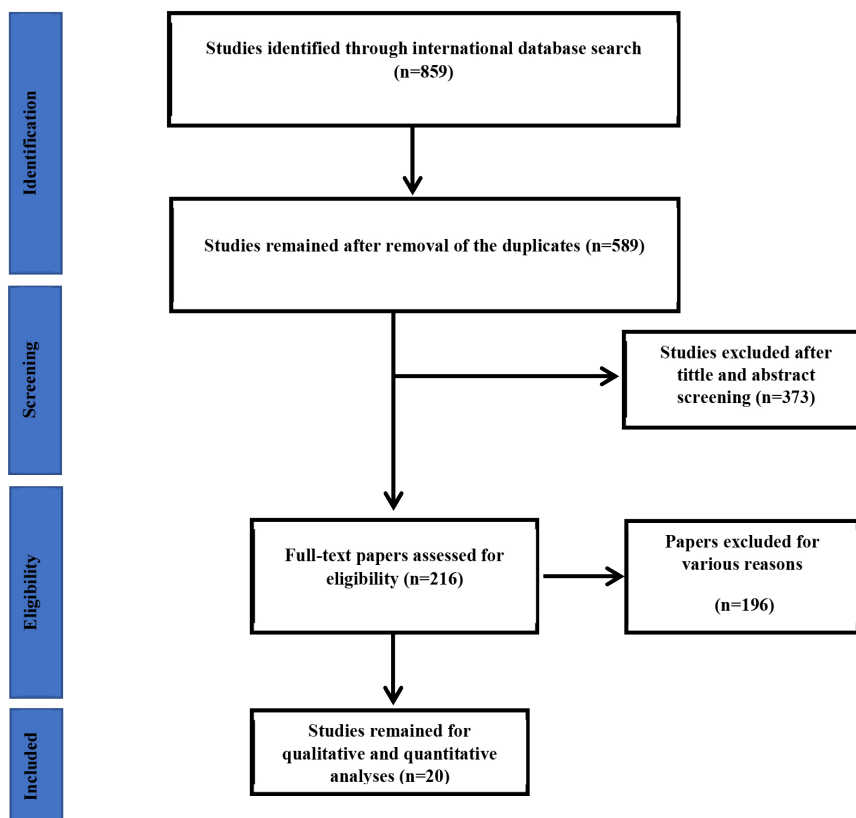 Identification
Studies identified through international database search
(n=859)
Studies remained after removal of the duplicates (n=589)
Screening
Studies excluded after
tittle and abstract
screening (n=373)
Eligibility
Full-text papers assessed for
eligibility (n=216)
Papers excluded for
various reasons
(n=196)
Included
Studies remained for
qualitative and quantitative
analyses (n=20)